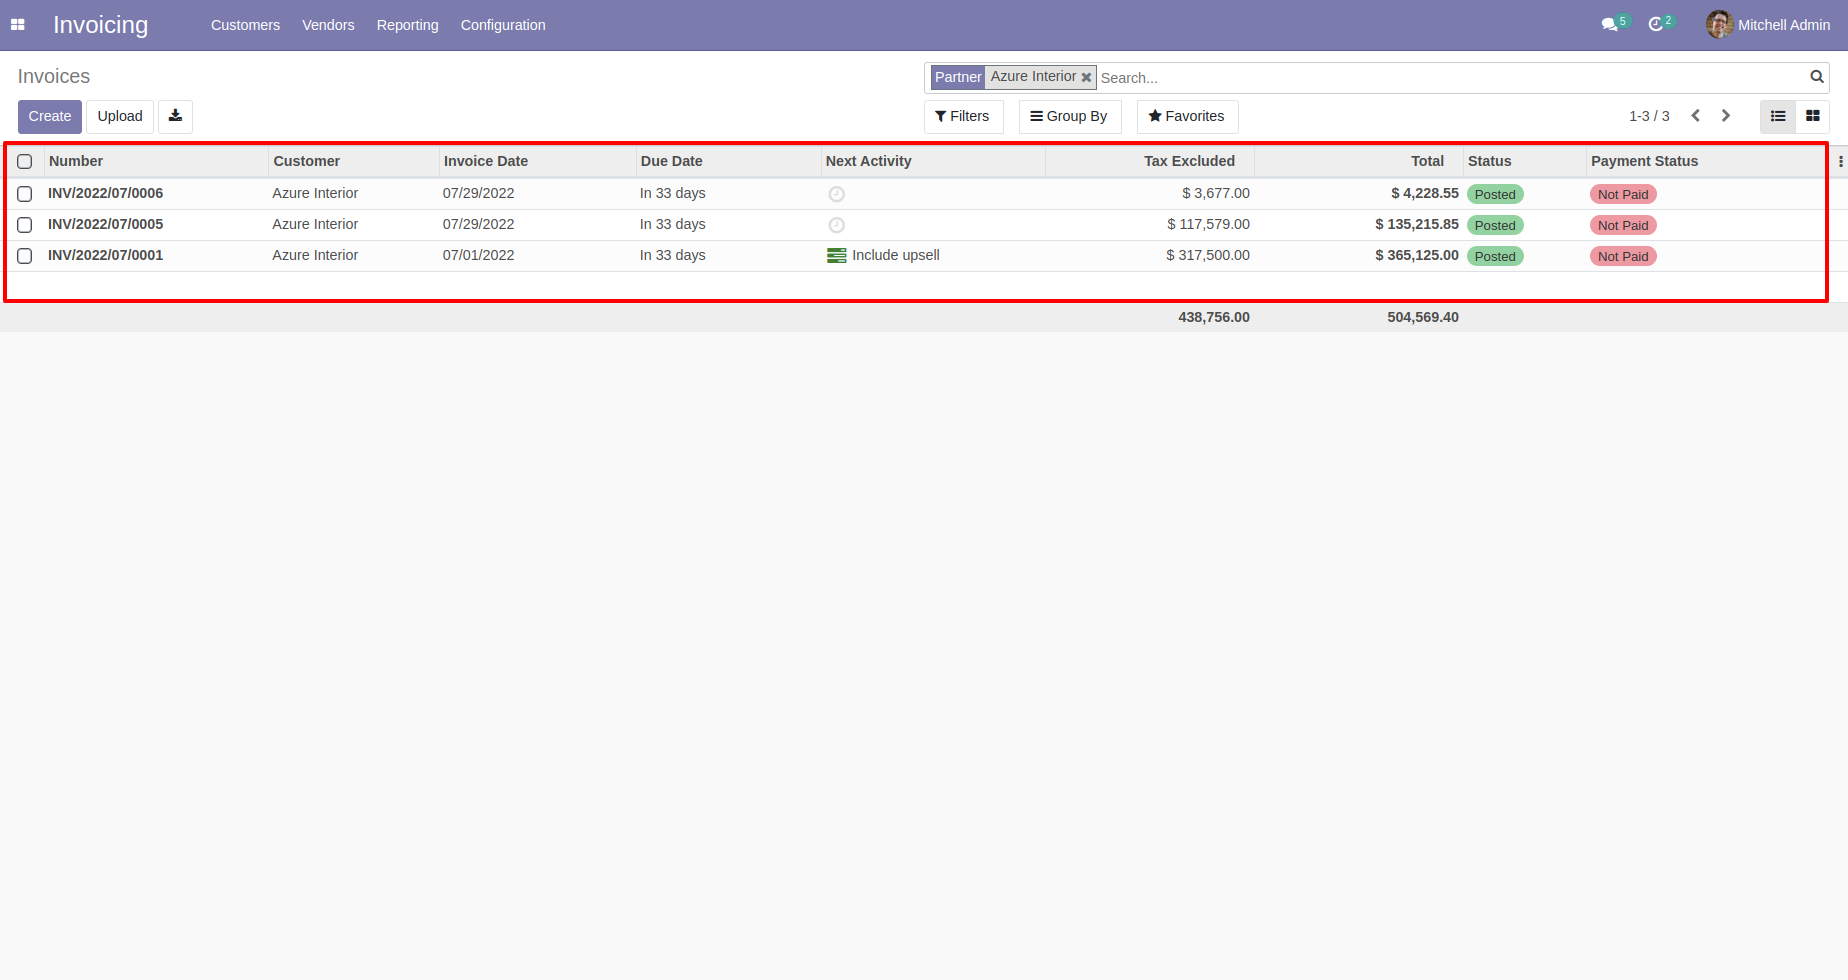 Invoicing Customers Vendors Reporting Configuration 5 2 Mitchell Admin
Invoices Partner Azure Interior Search...
Create Upload Filters Group By Favorites 1-3 / 3
Number Customer Invoice Date Due Date Next Activity Tax Excluded Total Status Payment Status
INV/2022/07/0006 Azure Interior 07/29/2022 In 33 days $ 3,677.00 $ 4,228.55 Posted Not Paid
INV/2022/07/0005 Azure Interior 07/29/2022 In 33 days $ 117,579.00 $ 135,215.85 Posted Not Paid
INV/2022/07/0001 Azure Interior 07/01/2022 In 33 days Include upsell $ 317,500.00 $ 365,125.00 Posted Not Paid
438,756.00 504,569.40